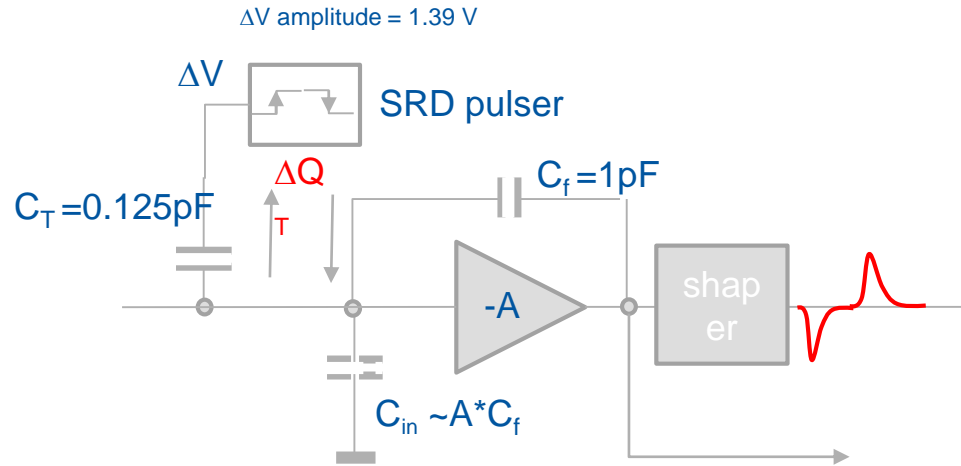 ΔV amplitude = 1.39 V
ΔV
SRD pulser
ΔQ
T
C_f =1pF
C_T =0.125pF
-A
shap
er
C_in ~A*C_f